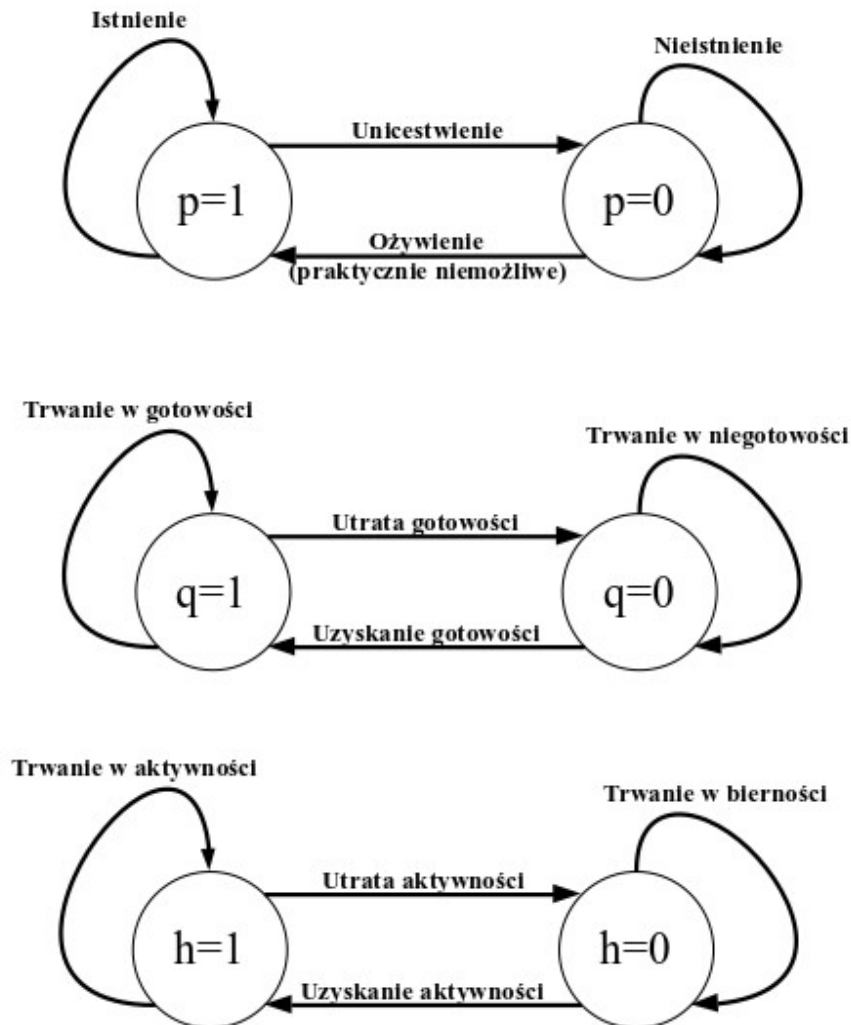 Istnienie
Nieistnienie
Unicestwienie
p=1
p=0
Ożywienie
(praktycznie niemożliwe)
Trwanie w gotowości
Trwanie w niegotowości
Utrata gotowości
q=1
q=0
Uzyskanie gotowości
Trwanie w aktywności
Trwanie w bierności
Utrata aktywności
h=1
h=0
Uzyskanie aktywności